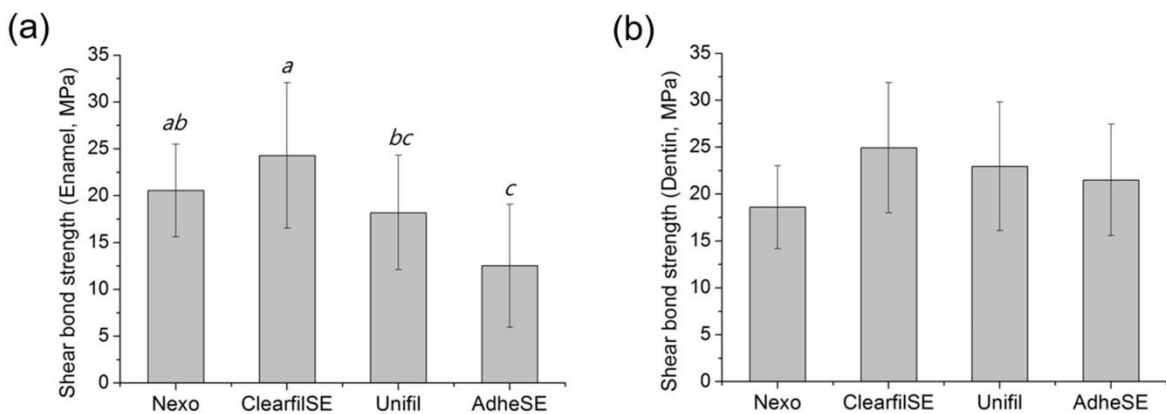 (a)
Shear bond strength (Enamel, MPa)
35
30
25
20
15
10
5
0
ab
a
bc
c
Nexo ClearfilSE Unifil AdheSE
(b)
Shear bond strength (Dentin, MPa)
35
30
25
20
15
10
5
0
Nexo ClearfilSE Unifil AdheSE